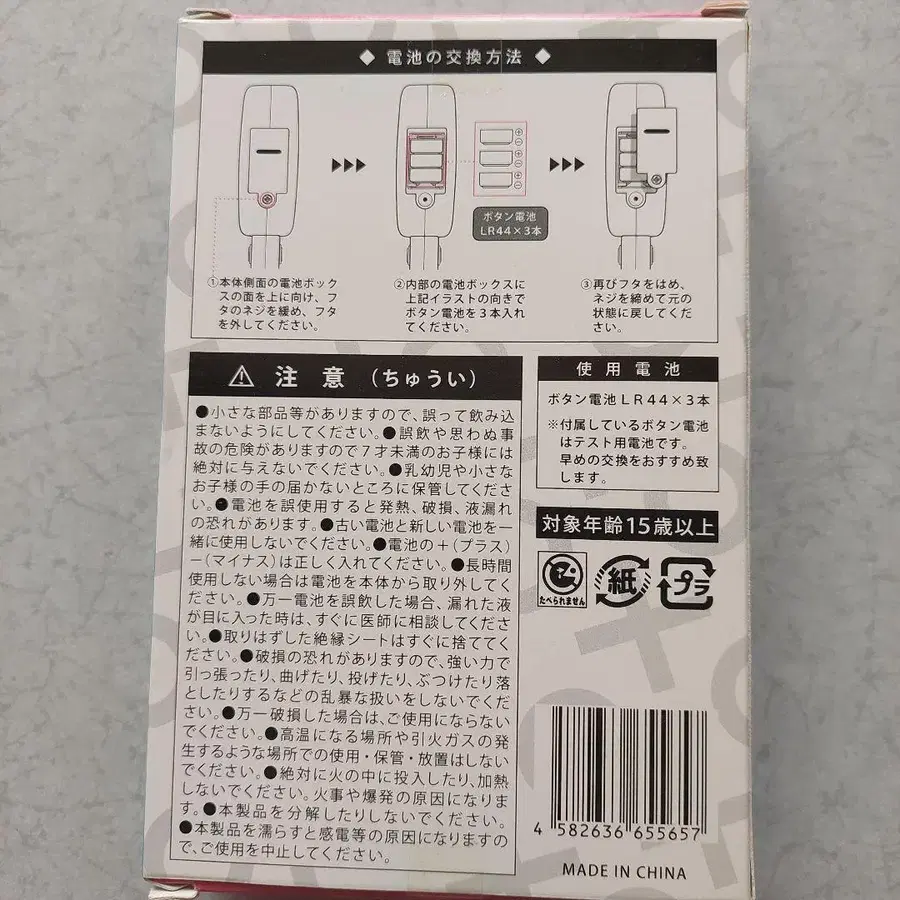 ◆ 電池の交換方法 ◆
ボタン電池
LR44×3本
①本体側面の電池ボック
スの面を上に向け、フ
タのネジを緩め、フタ
を外してください。
②内部の電池ボックスに
上記イラストの向きで
ボタン電池を3本入れ
てください。
③再びフタをはめ、
ネジを締めて元の
状態に戻してくださ
い。
⚠ 注意（ちゅうい）
●小さな部品等がありますので、誤って飲み込
まないようにしてください。●誤飲や思わぬ事
故の危険がありますので7才未満のお子様には
絶対に与えないでください。●乳幼児や小さな
お子様の手の届かないところに保管してくださ
い。●電池を誤使用すると発熱、破損、液漏れ
の恐れがあります。●古い電池と新しい電池を一
緒に使用しないでください。●電池の＋(プラス)
－(マイナス)は正しく入れてください。●長時間
使用しない場合は電池を本体から取り外してく
ださい。●万一電池を誤飲した場合、漏れた液
が目に入った時は、すぐに医師に相談してくださ
い。●取りはずした絶縁シートはすぐに捨ててく
ださい。●破損の恐れがありますので、強い力で
引っ張ったり、曲げたり、投げたり、ぶつけたり落
としたりするなどの乱暴な扱いをしないでくだ
さい。●万一破損した場合は、ご使用にならない
でください。●高温になる場所や引火ガスの発
生するような場所での使用・保管・放置はしない
でください。●絶対に火の中に投入したり、加熱
しないでください。火事や爆発の原因になりま
す。●本製品を分解したりしないでください。
●本製品を濡らすと感電等の原因になりますの
で、ご使用を中止してください。
使用電池
ボタン電池LR44×3本
※付属しているボタン電池
はテスト用電池です。
早めの交換をおすすめ致
します。
対象年齢15歳以上
たべられません
紙
プラ
4 582636 655657
MADE IN CHINA